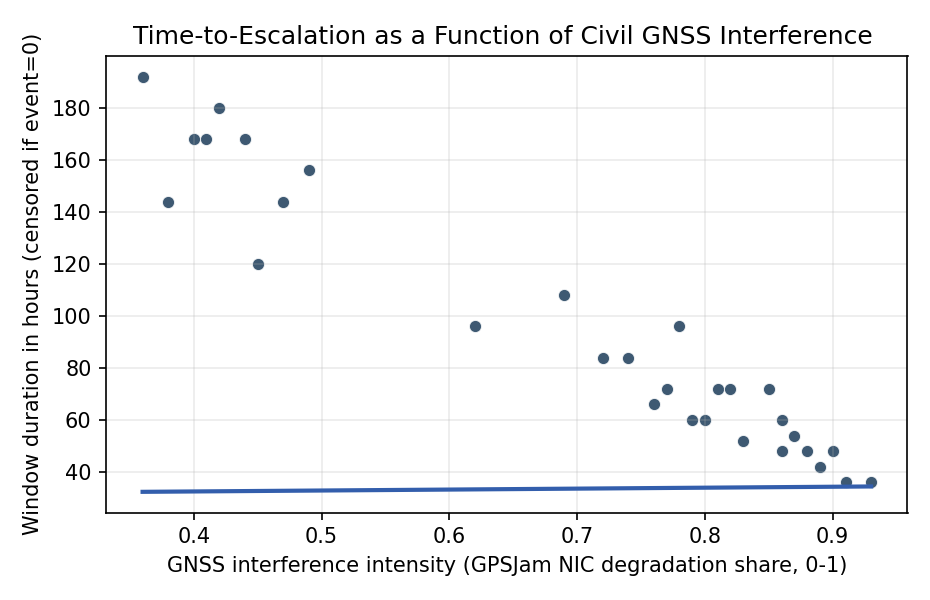 Time-to-Escalation as a Function of Civil GNSS Interference
Window duration in hours (censored if event=0)
180
160
140
120
100
80
60
40
0.4 0.5 0.6 0.7 0.8 0.9
GNSS interference intensity (GPSJam NIC degradation share, 0-1)